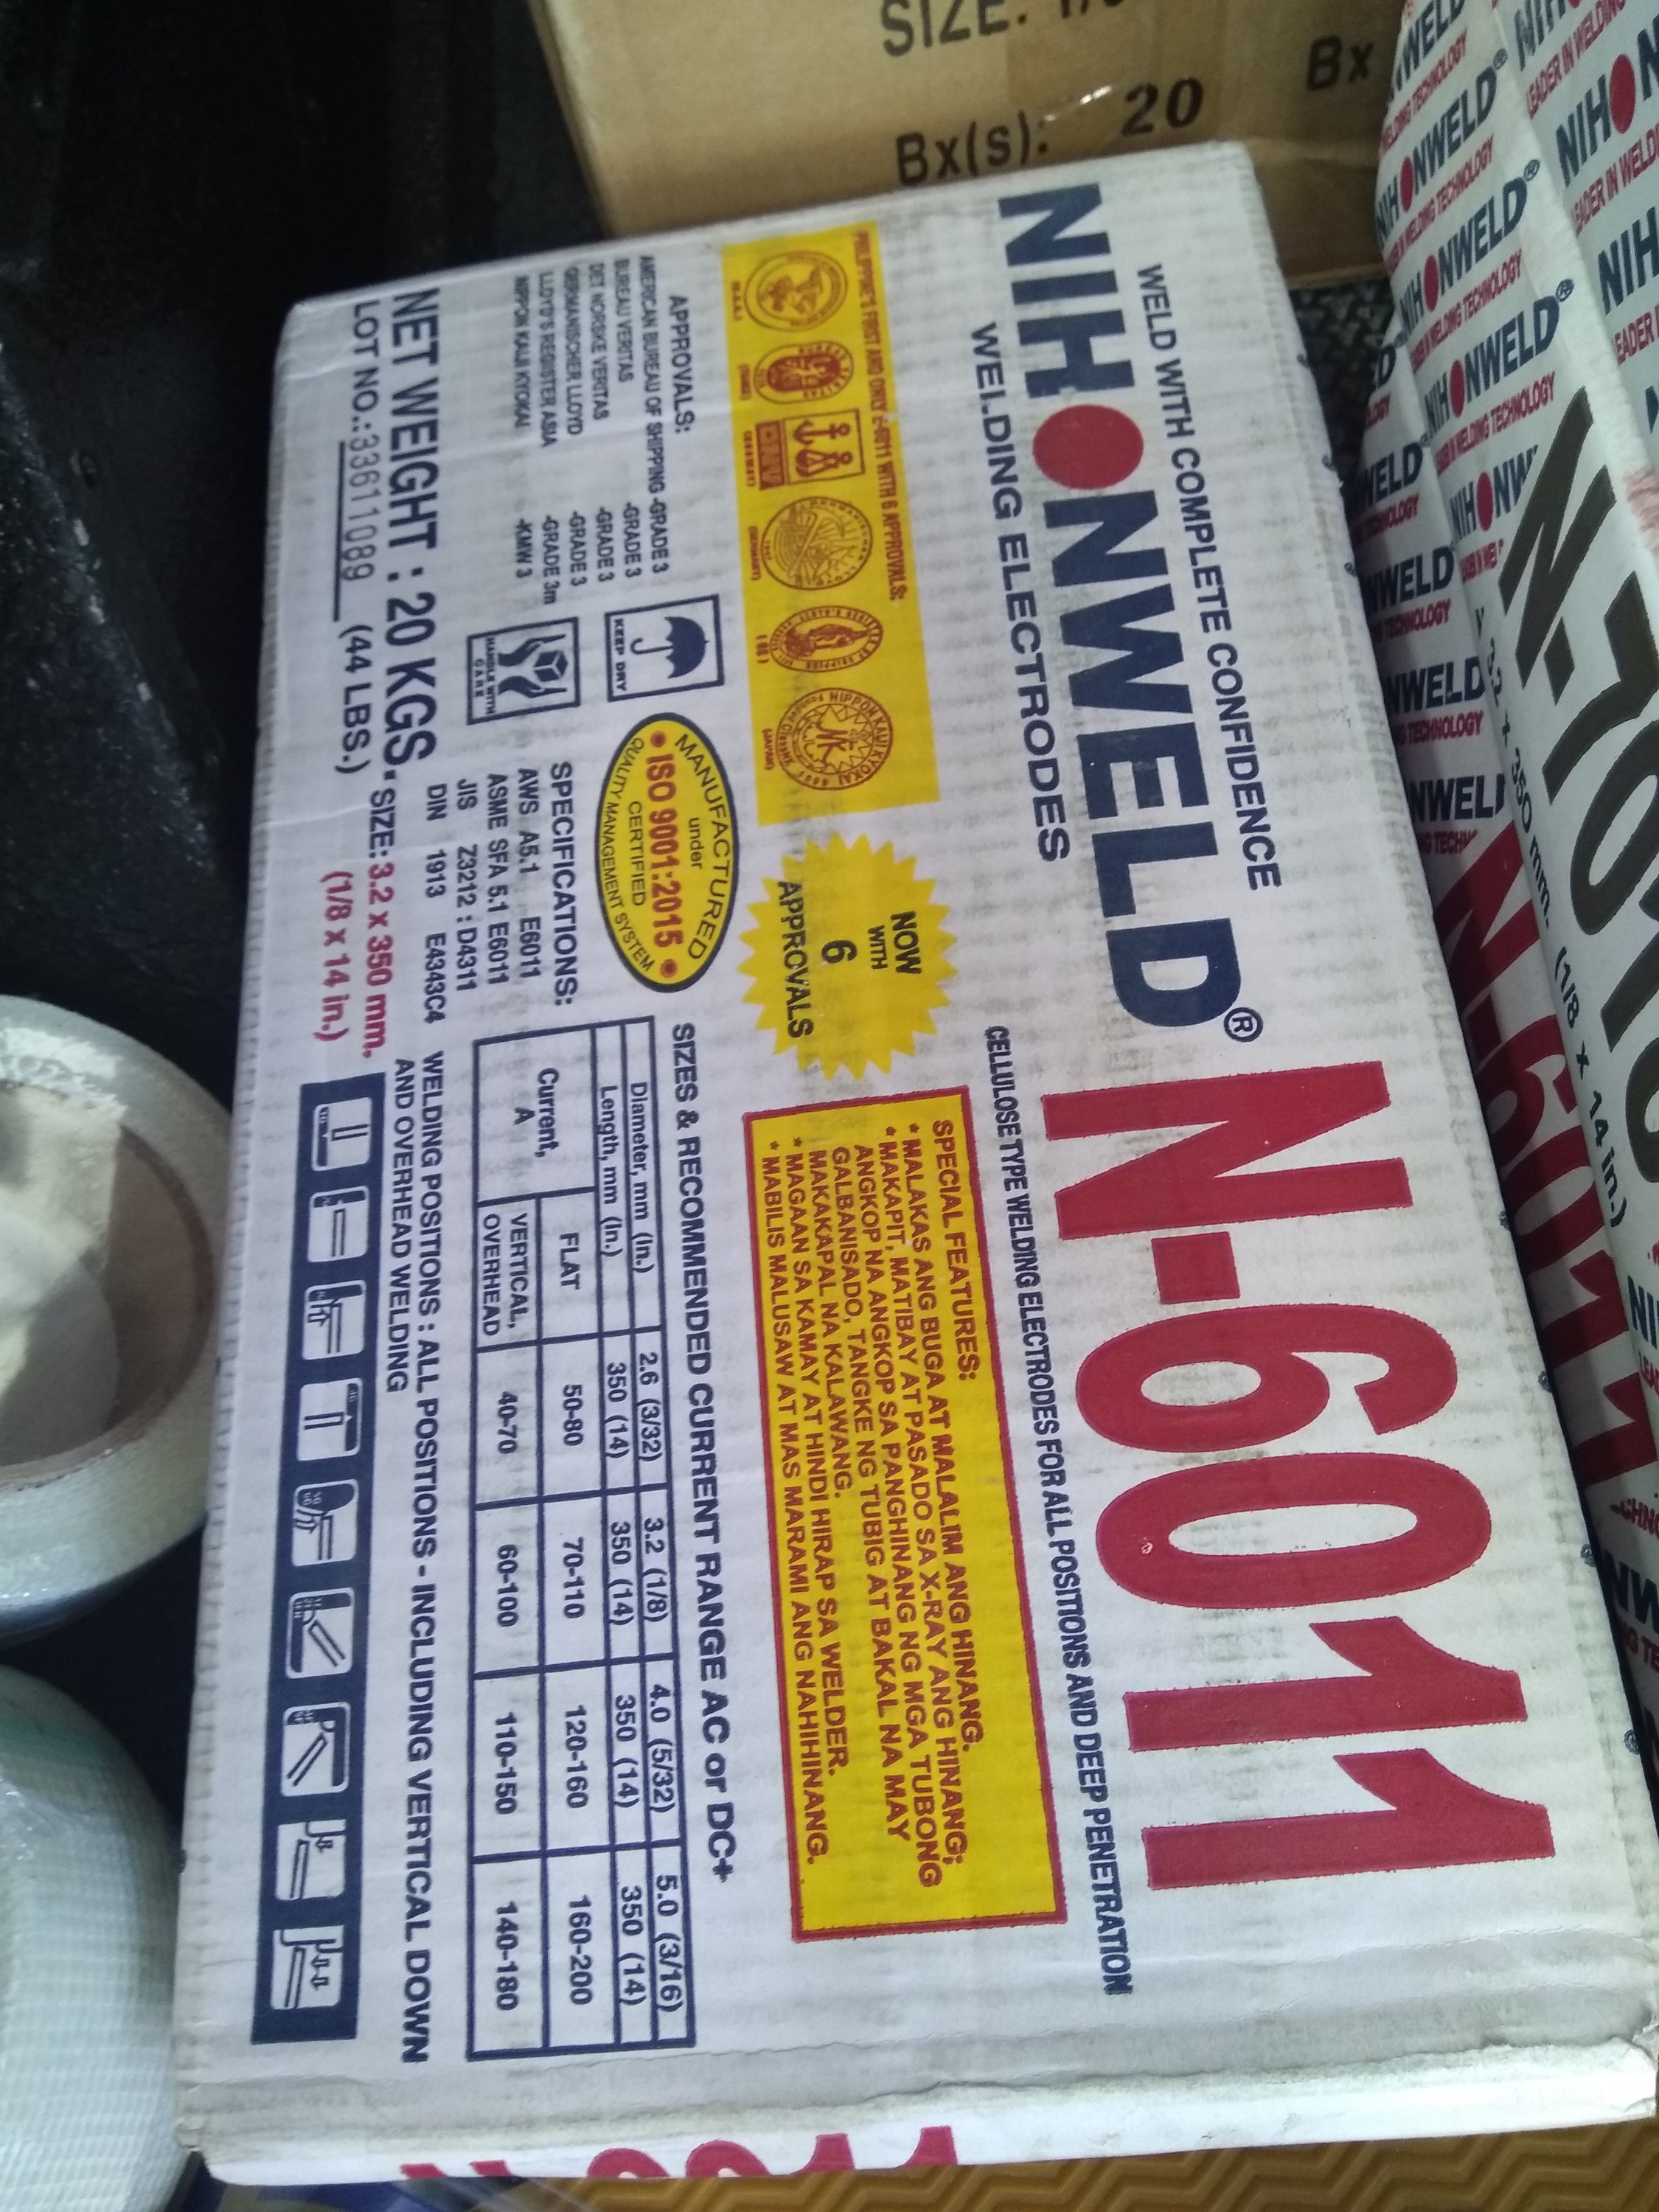 WELD WITH COMPLETE CONFIDENCE
NIHONWELD®
WELDING ELECTRODES
N-6011
CELLULOSE TYPE WELDING ELECTRODES FOR ALL POSITIONS AND DEEP PENETRATION
PHILIPPINE'S FIRST AND ONLY E-6011 WITH 6 APPROVALS:
NOW
WITH
6
APPROVALS
SPECIAL FEATURES:
* MALAKAS ANG BUGA AT MALALIM ANG HINANG.
* MAKAPIT, MATIBAY AT PASADO SA X-RAY ANG HINANG;
ANGKOP NA ANGKOP SA PANGHINANG NG MGA TUBONG
GALBANISADO, TANGKE NG TUBIG AT BAKAL NA MAY
MAKAKAPAL NA KALAWANG.
* MAGAAN SA KAMAY AT HINDI HIRAP SA WELDER.
* MABILIS MALUSAW AT MAS MARAMI ANG NAHIHINANG.
APPROVALS:
AMERICAN BUREAU OF SHIPPING -GRADE 3
BUREAU VERITAS -GRADE 3
DET NORSKE VERITAS -GRADE 3
GERMANISCHER LLOYD -GRADE 3
LLOYD'S REGISTER ASIA -GRADE 3m
NIPPON KAIJI KYOKAI -KMW 3
KEEP DRY
HANDLE WITH
CARE
MANUFACTURED
under
ISO 9001:2015
CERTIFIED
QUALITY MANAGEMENT SYSTEM
SPECIFICATIONS:
AWS A5.1 E6011
ASME SFA 5.1 E6011
JIS Z3212 : D4311
DIN 1913 E4343C4
SIZES & RECOMMENDED CURRENT RANGE AC or DC+
Diameter, mm (in.) 2.6 (3/32) 3.2 (1/8) 4.0 (5/32) 5.0 (3/16)
Length, mm (in.) 350 (14) 350 (14) 350 (14) 350 (14)
Current, A FLAT 50-80 70-110 120-160 160-200
VERTICAL, OVERHEAD 40-70 60-100 110-150 140-180
NET WEIGHT : 20 KGS.
LOT NO.: 33611089 (44 LBS.)
SIZE: 3.2 x 350 mm.
(1/8 x 14 in.)
WELDING POSITIONS : ALL POSITIONS - INCLUDING VERTICAL DOWN
AND OVERHEAD WELDING
SIZE:
Bx(s): 20
Bx
NIHONWELD®
LEADER IN WELDING TECHNOLOGY
N-6011
(1/8 x 14 in.)